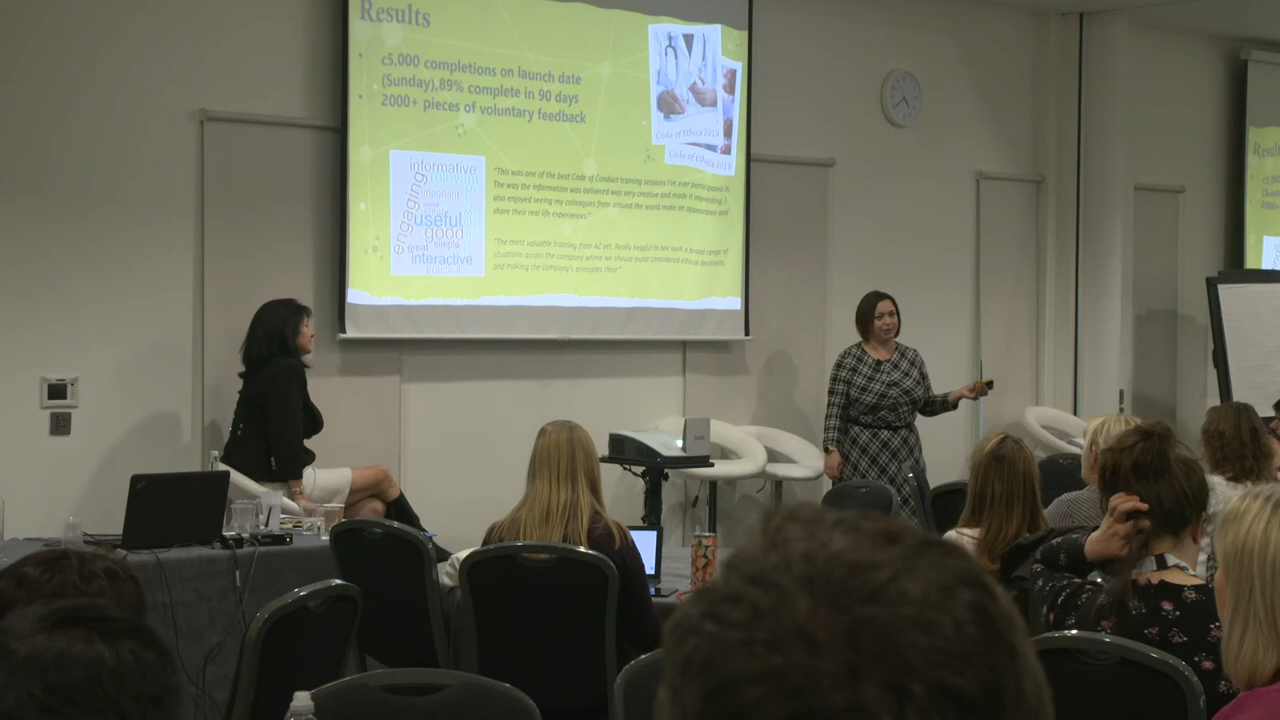 Results
• c5,000 completions on launch date
(Sunday),89% complete in 90 days
• 2000+ pieces of voluntary feedback
Code of Ethics 2019
Code of Ethics 2019
informative
relevant
important
engaging
useful
good
great simple
interactive
practical
"This was one of the best Code of Conduct training sessions I've ever participated in.
The way the information was delivered was very creative and made it interesting. I
also enjoyed seeing my colleagues from around the world make an appearance and
share their real life experiences."
"The most valuable training from A2 yet. Really helpful to see such a broad range of
situations across the company where we should make considered ethical decisions,
and making the company's principles clear."
Result